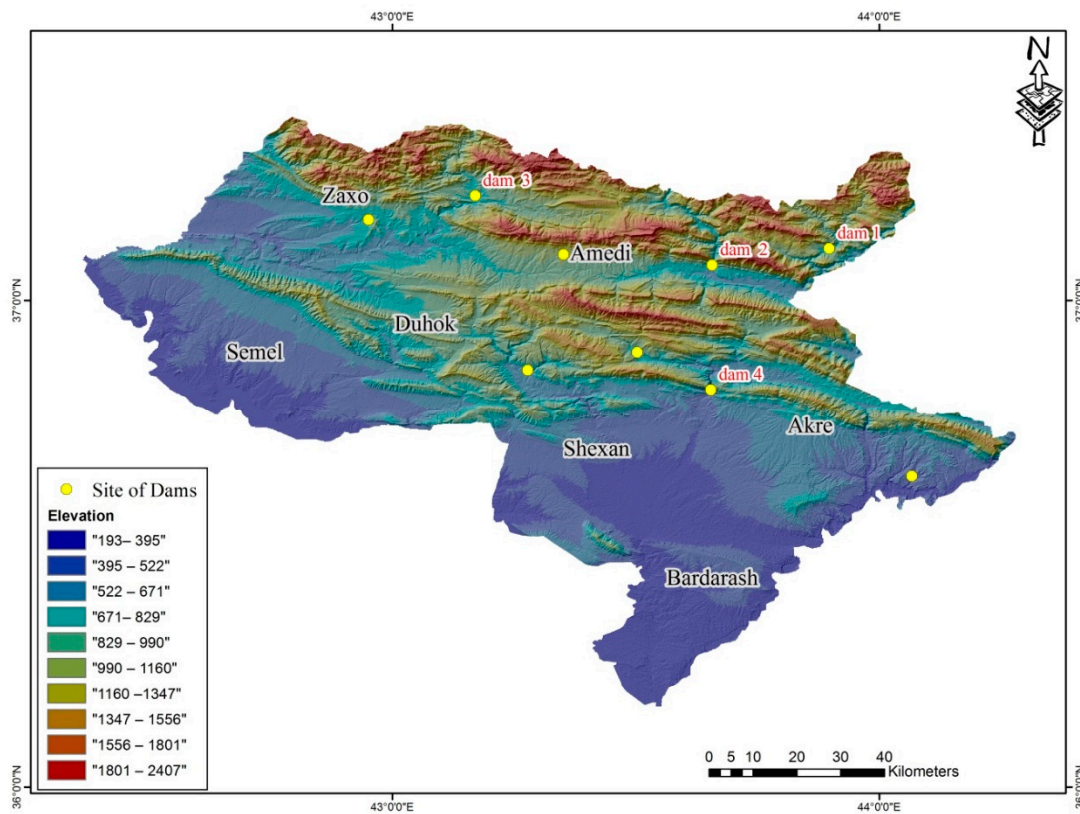 43°0'0"E
44°0'0"E
N
Zaxo
dam 3
Amedi
dam 2
dam 1
37°0'0"N
37°0'0"N
Duhok
Semel
dam 4
Akre
Shexan
Bardarash
Site of Dams
Elevation
"193– 395"
"395 – 522"
"522 – 671"
"671– 829"
"829 – 990"
"990 – 1160"
"1160 –1347"
"1347 – 1556"
"1556 – 1801"
"1801 – 2407"
0 5 10 20 30 40
Kilometers
36°0'0"N
36°0'0"N
43°0'0"E
44°0'0"E